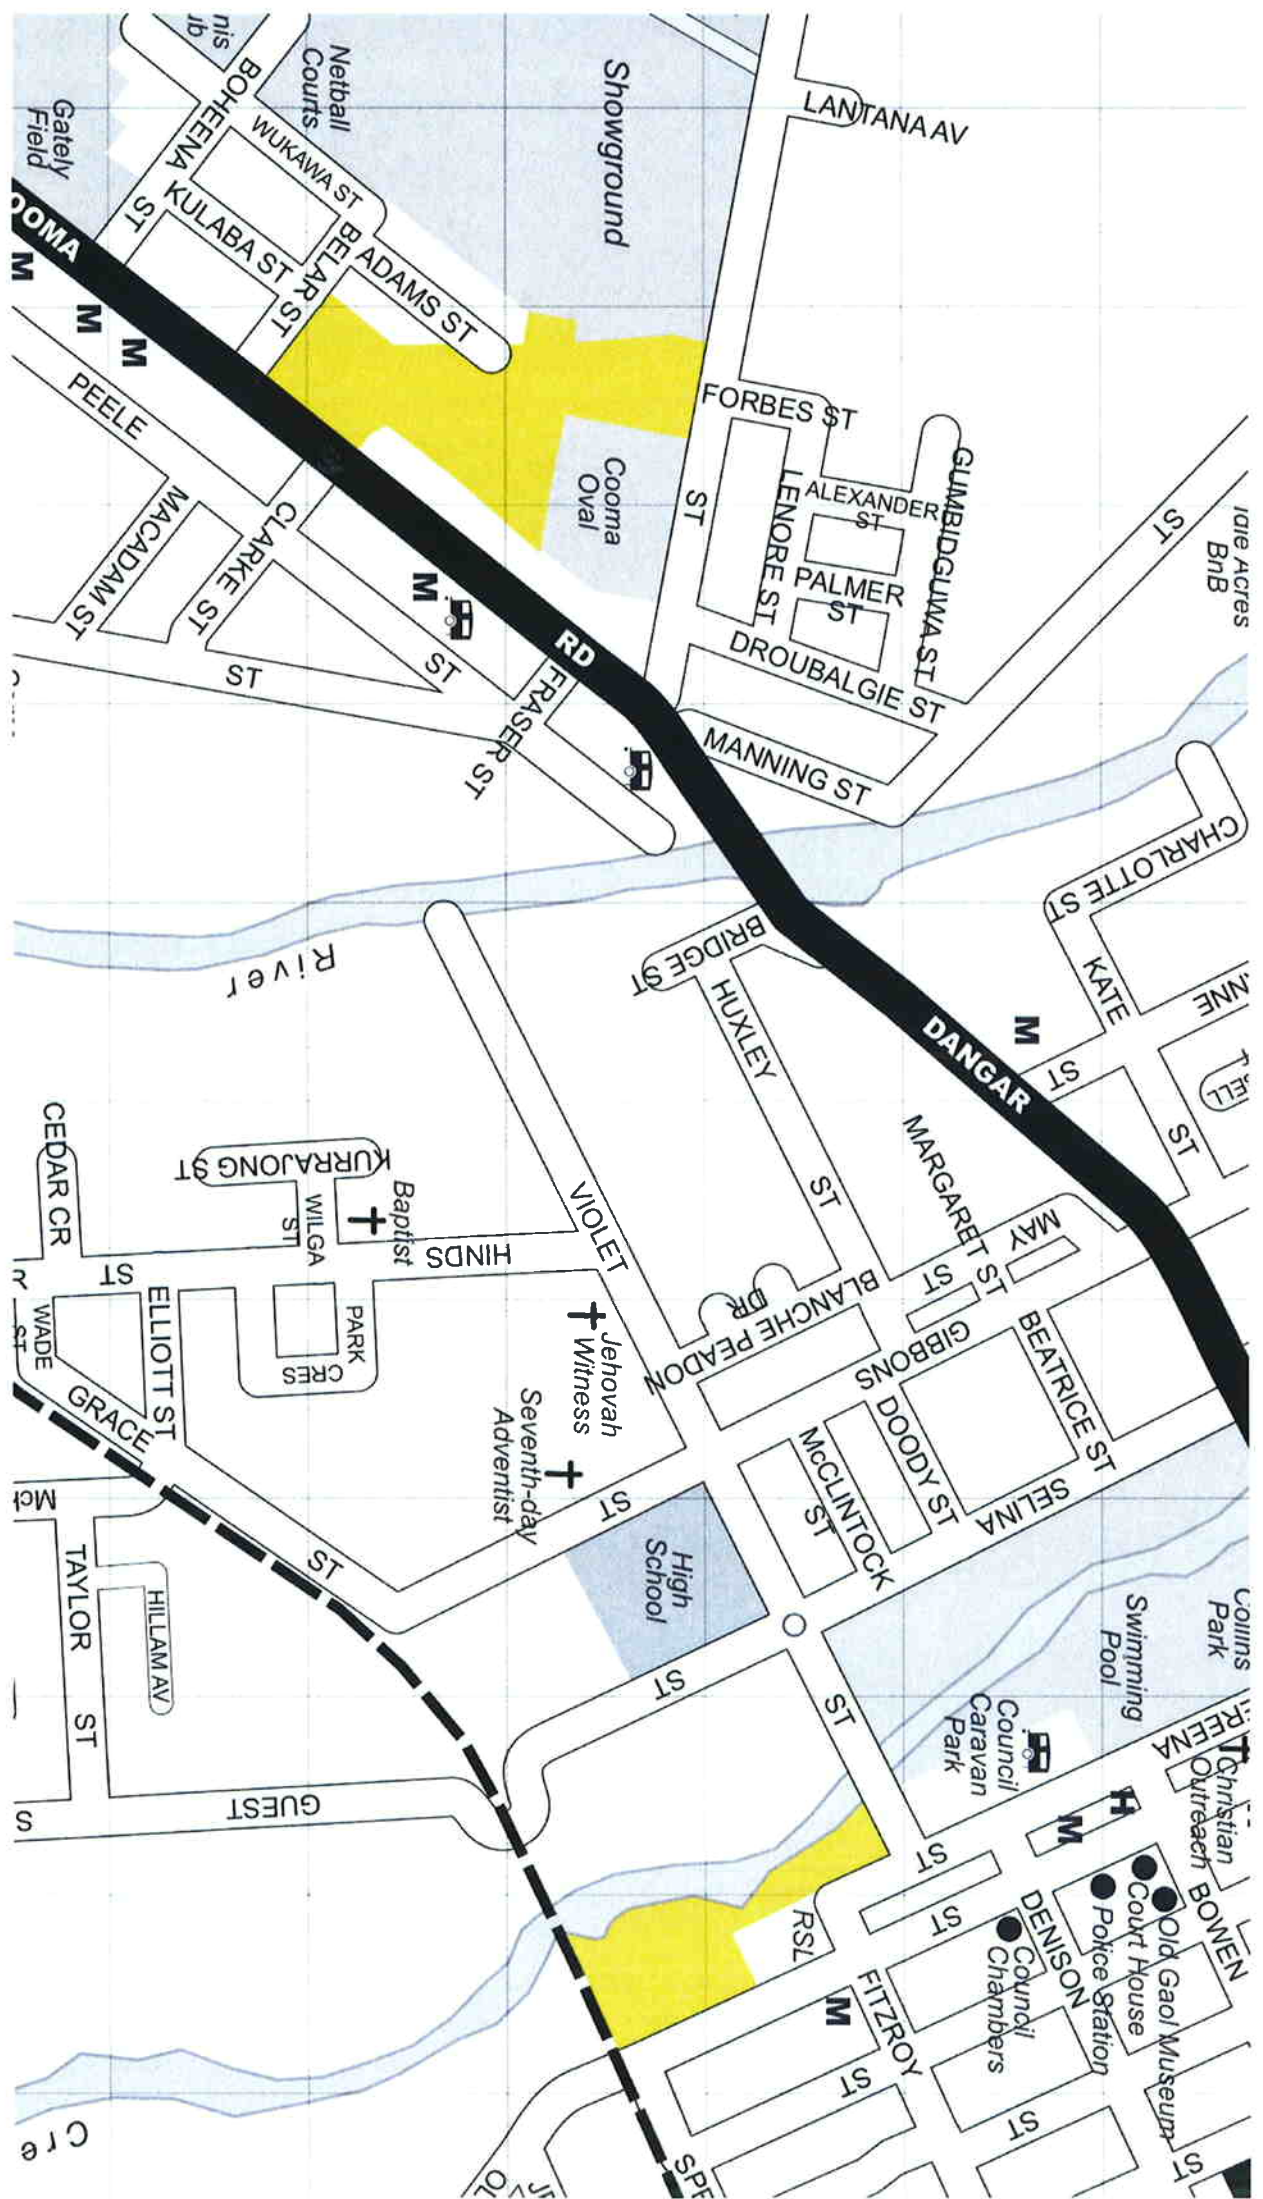 Showground
Netball
Courts
Gately
Field
LANTANA AV
BOHEENA
ST
WUKAWA ST
KULABA ST
BELAR ST
ADAMS ST
M
M
M
PEELE
MACADAM ST
CLARKE ST
ST
ST
M
FORBES ST
ST
Cooma
Oval
LENORE ST
ALEXANDER
ST
PALMER
ST
GUMBIDGUWA ST
DROUBALGIE ST
MANNING ST
ST
BnB
RD
FRASER ST
River
CHARLOTTE ST
KATE
ST
ST
BRIDGE ST
HUXLEY
ST
DANGAR
M
MARGARET ST
MAY
ST
VIOLET
HINDS
ST
KURRAJONG ST
WILGA
ST
Baptist
CEDAR CR
ELLIOTT ST
PARK
CRES
WADE
ST
GRACE
ST
Jehovah
Witness
Seventh-day
Adventist
BLANCHE PEADON
DR
GIBBONS
BEATRICE ST
DOODY ST
McCLINTOCK
ST
SELINA
ST
High
School
ST
ST
TAYLOR
ST
HILLAM AV
GUEST
Swimming
Pool
Park
Council
Caravan
Park
H
M
Christian
Outreach
BOWEN
Old Gaol Museum
Court House
Police Station
DENISON
Council
Chambers
ST
ST
RSL
M
FITZROY
ST
ST
ST